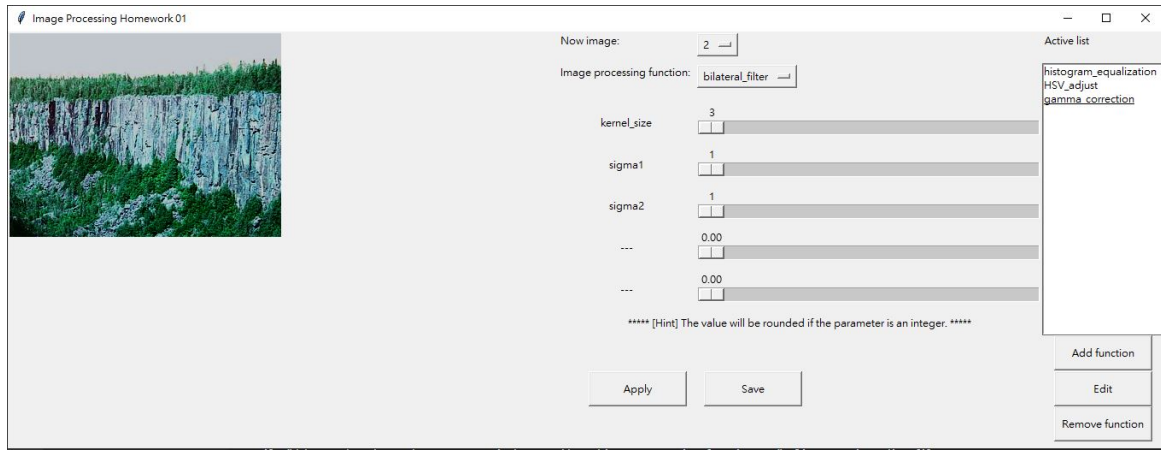 Image Processing Homework 01
Now image:
2
Active list
Image processing function:
bilateral_filter
histogram_equalization
HSV_adjust
gamma_correction
kernel_size
3
sigma1
1
sigma2
1
---
0.00
---
0.00
***** [Hint] The value will be rounded if the parameter is an integer. *****
Add function
Apply
Save
Edit
Remove function